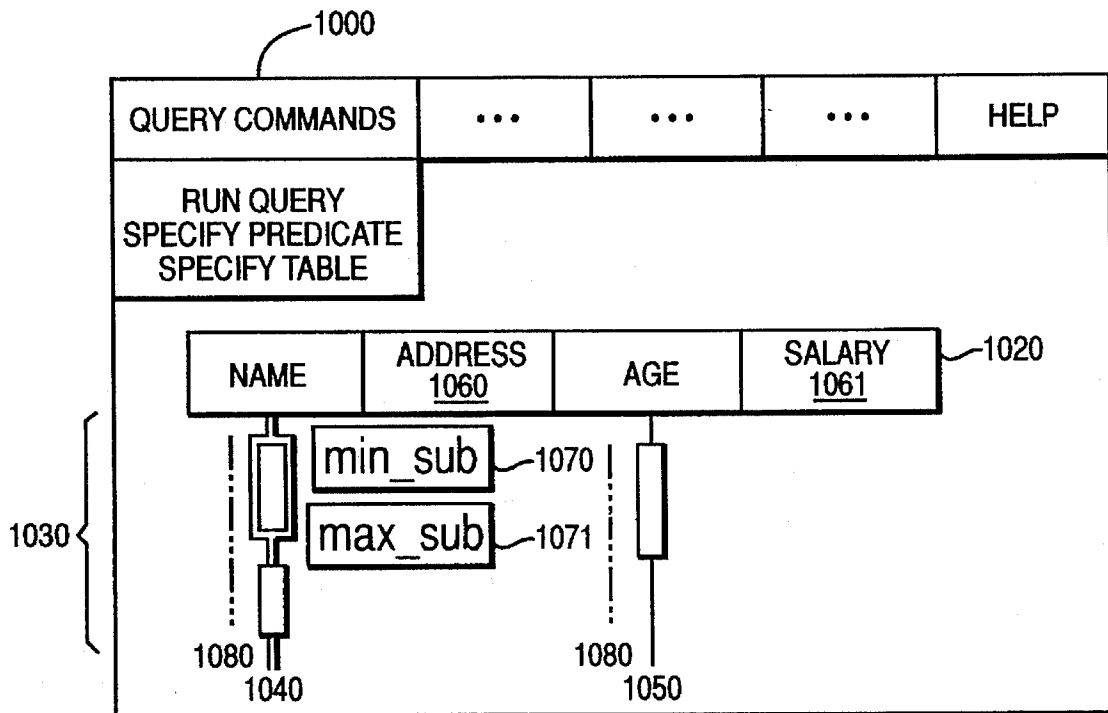 1000
QUERY COMMANDS ••• ••• ••• HELP
RUN QUERY
SPECIFY PREDICATE
SPECIFY TABLE
NAME ADDRESS 1060 AGE SALARY 1061 1020
min_sub 1070
max_sub 1071
1030
1080 1080
1040 1050